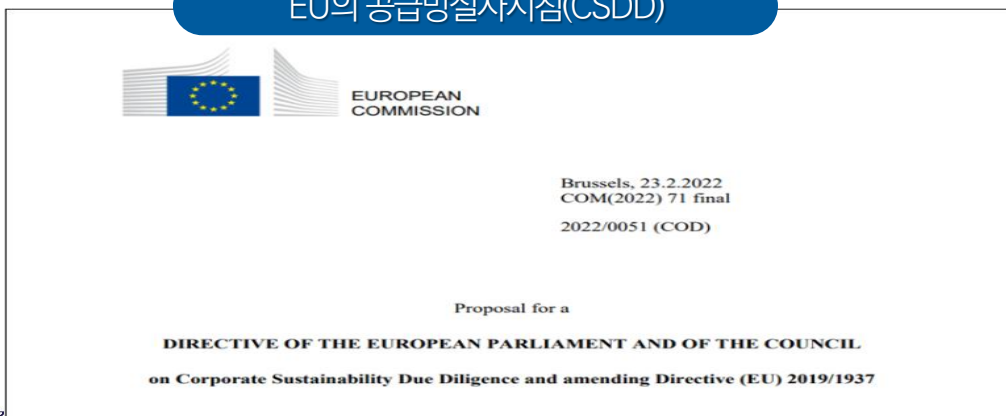 EU의 공급망실사지침(CSDD)
EUROPEAN
COMMISSION
Brussels, 23.2.2022
COM(2022) 71 final
2022/0051 (COD)
Proposal for a
DIRECTIVE OF THE EUROPEAN PARLIAMENT AND OF THE COUNCIL
on Corporate Sustainability Due Diligence and amending Directive (EU) 2019/1937